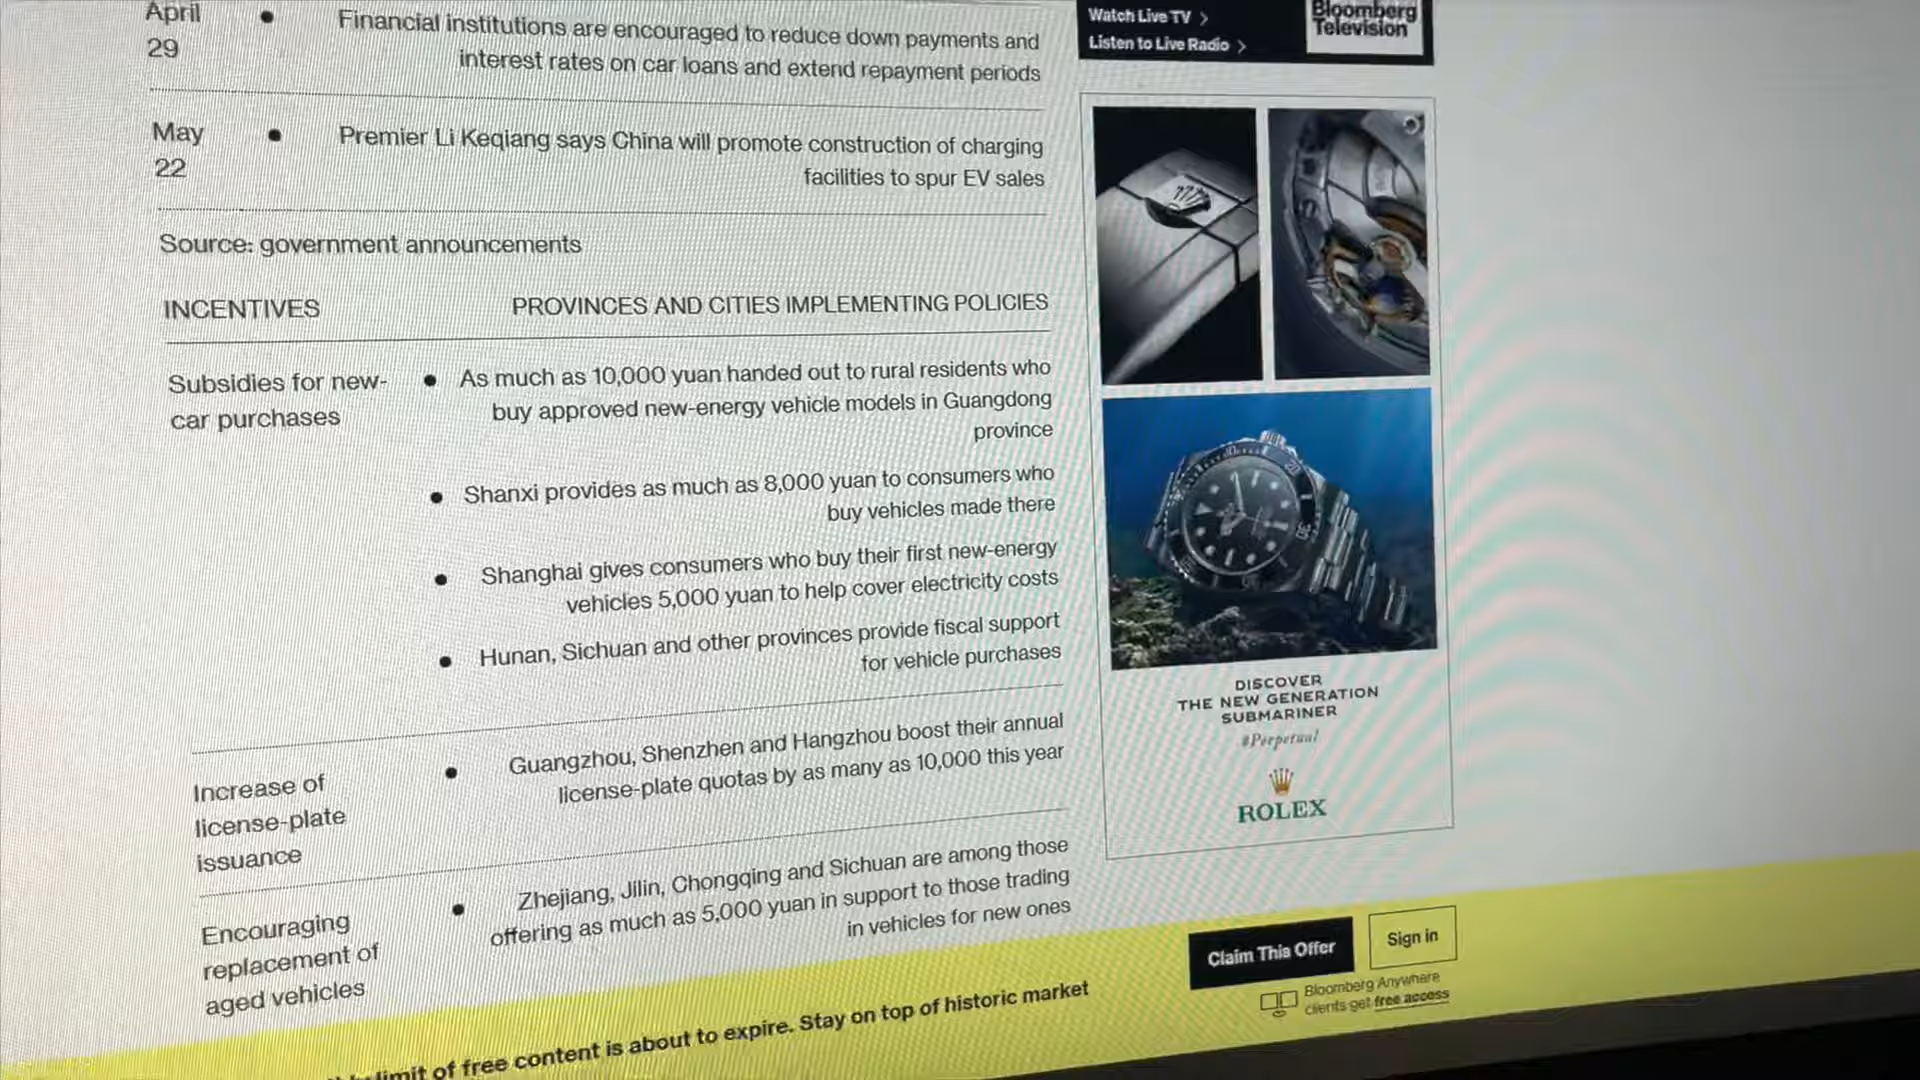 April
29
Financial institutions are encouraged to reduce down payments and
interest rates on car loans and extend repayment periods
May
22
Premier Li Keqiang says China will promote construction of charging
facilities to spur EV sales
Source: government announcements
INCENTIVES
PROVINCES AND CITIES IMPLEMENTING POLICIES
Subsidies for new-
car purchases
As much as 10,000 yuan handed out to rural residents who
buy approved new-energy vehicle models in Guangdong
province
Shanxi provides as much as 8,000 yuan to consumers who
buy vehicles made there
Shanghai gives consumers who buy their first new-energy
vehicles 5,000 yuan to help cover electricity costs
Hunan, Sichuan and other provinces provide fiscal support
for vehicle purchases
Increase of
license-plate
issuance
Guangzhou, Shenzhen and Hangzhou boost their annual
license-plate quotas by as many as 10,000 this year
Encouraging
replacement of
aged vehicles
Zhejiang, Jilin, Chongqing and Sichuan are among those
offering as much as 5,000 yuan in support to those trading
in vehicles for new ones
Watch Live TV >
Listen to Live Radio >
Bloomberg
Television
DISCOVER
THE NEW GENERATION
SUBMARINER
#Perpetual
ROLEX
limit of free content is about to expire. Stay on top of historic market
Claim This Offer
Sign in
Bloomberg Anywhere
clients get free access